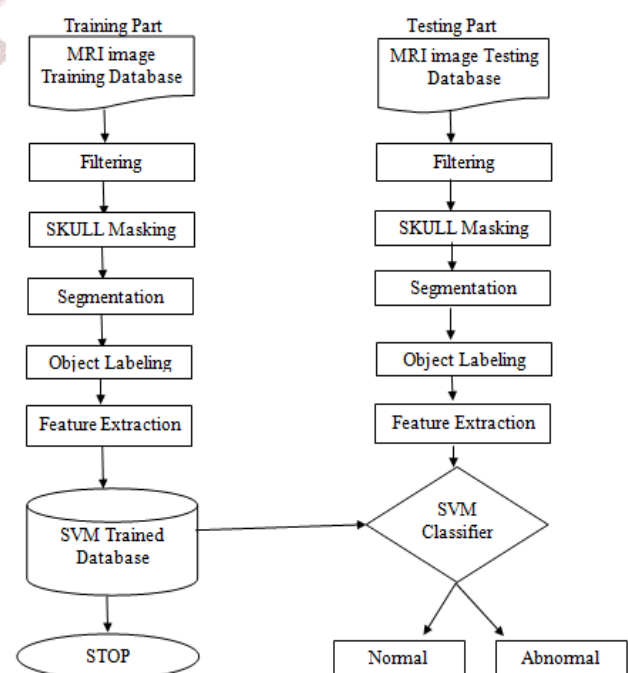 Training Part
MRI image
Training Database
Filtering
SKULL Masking
Segmentation
Object Labeling
Feature Extraction
SVM Trained
Database
STOP
Testing Part
MRI image Testing
Database
Filtering
SKULL Masking
Segmentation
Object Labeling
Feature Extraction
SVM
Classifier
Normal
Abnormal